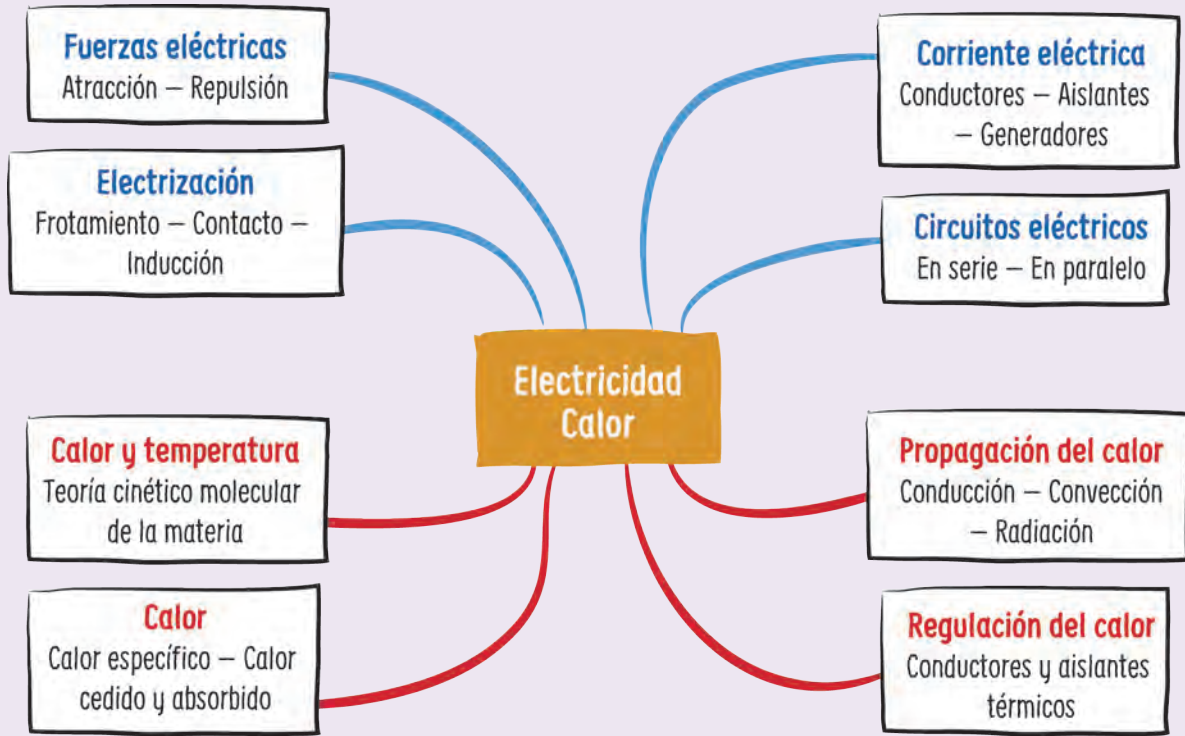 Fuerzas eléctricas
Atracción – Repulsión
Electrización
Frotamiento – Contacto –
Inducción
Corriente eléctrica
Conductores – Aislantes
– Generadores
Circuitos eléctricos
En serie – En paralelo
Electricidad
Calor
Calor y temperatura
Teoría cinético molecular
de la materia
Calor
Calor específico – Calor
cedido y absorbido
Propagación del calor
Conducción – Convección
– Radiación
Regulación del calor
Conductores y aislantes
térmicos